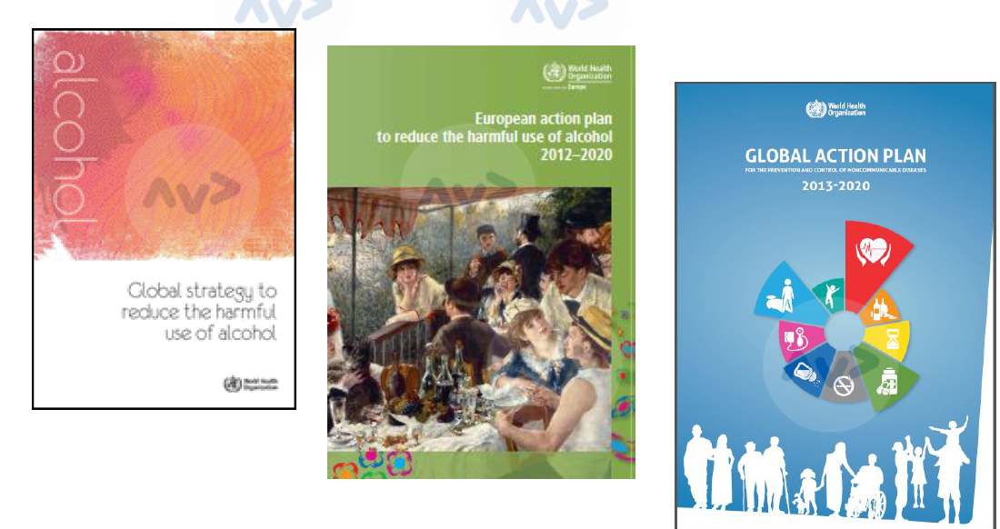 alcohol
Global strategy to
reduce the harmful
use of alcohol
World Health
Organization
World Health
Organization
Europe
European action plan
to reduce the harmful use of alcohol
2012–2020
World Health
Organization
GLOBAL ACTION PLAN
FOR THE PREVENTION AND CONTROL OF NONCOMMUNICABLE DISEASES
2013-2020